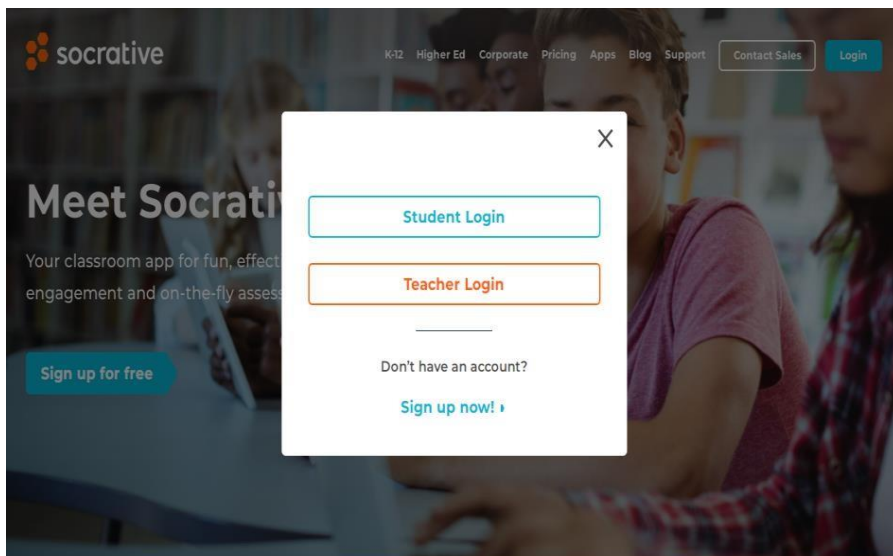 socrative
K-12 Higher Ed Corporate Pricing Apps Blog Support Contact Sales Login
X
Meet Socrati
Student Login
Your classroom app for fun, effect
engagement and on-the-fly assess
Teacher Login
Sign up for free
Don't have an account?
Sign up now!